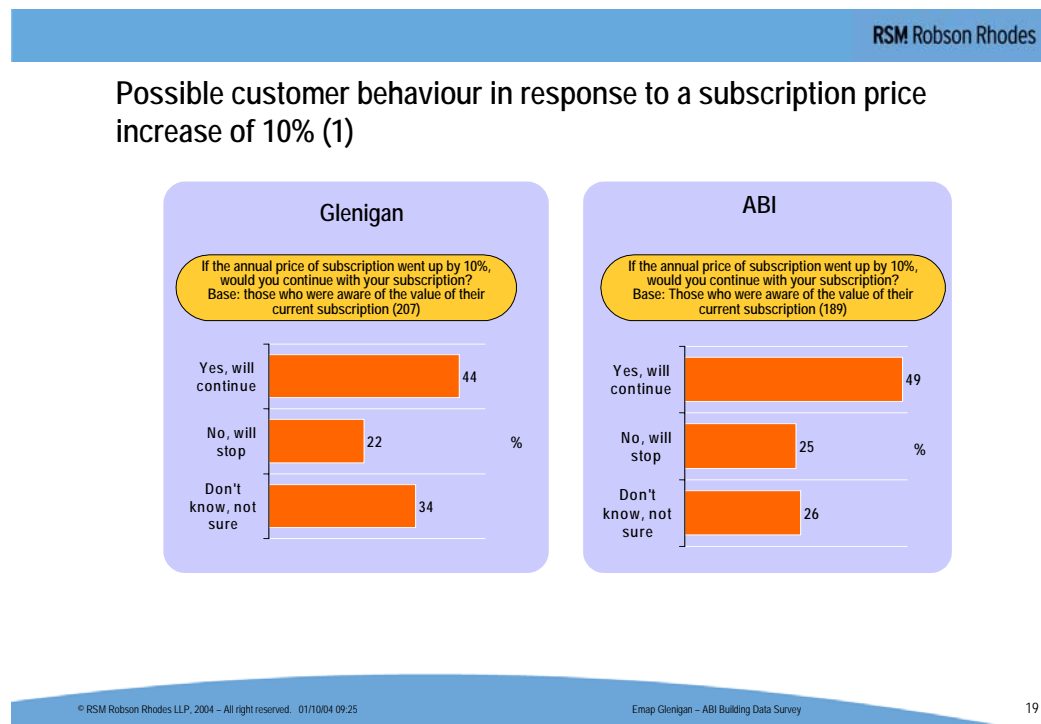 RSM Robson Rhodes
Possible customer behaviour in response to a subscription price
increase of 10% (1)
Glenigan
If the annual price of subscription went up by 10%,
would you continue with your subscription?
Base: those who were aware of the value of their
current subscription (207)
Yes, will
continue
44
No, will
stop
22
%
Don't
know, not
sure
34
ABI
If the annual price of subscription went up by 10%,
would you continue with your subscription?
Base: Those who were aware of the value of their
current subscription (189)
Yes, will
continue
49
No, will
stop
25
%
Don't
know, not
sure
26
© RSM Robson Rhodes LLP, 2004 – All right reserved. 01/10/04 09:25
Emap Glenigan – ABI Building Data Survey
19